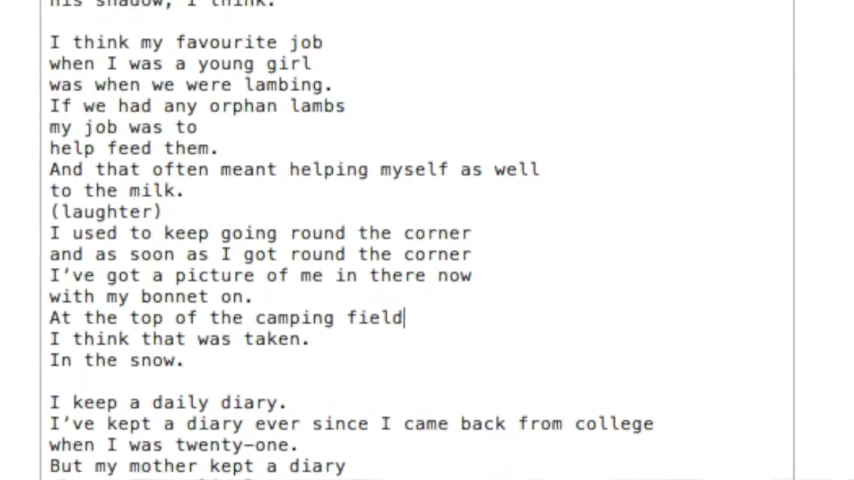 his shadow, I think.
I think my favourite job
when I was a young girl
was when we were lambing.
If we had any orphan lambs
my job was to
help feed them.
And that often meant helping myself as well
to the milk.
(laughter)
I used to keep going round the corner
and as soon as I got round the corner
I’ve got a picture of me in there now
with my bonnet on.
At the top of the camping field
I think that was taken.
In the snow.
I keep a daily diary.
I’ve kept a diary ever since I came back from college
when I was twenty–one.
But my mother kept a diary